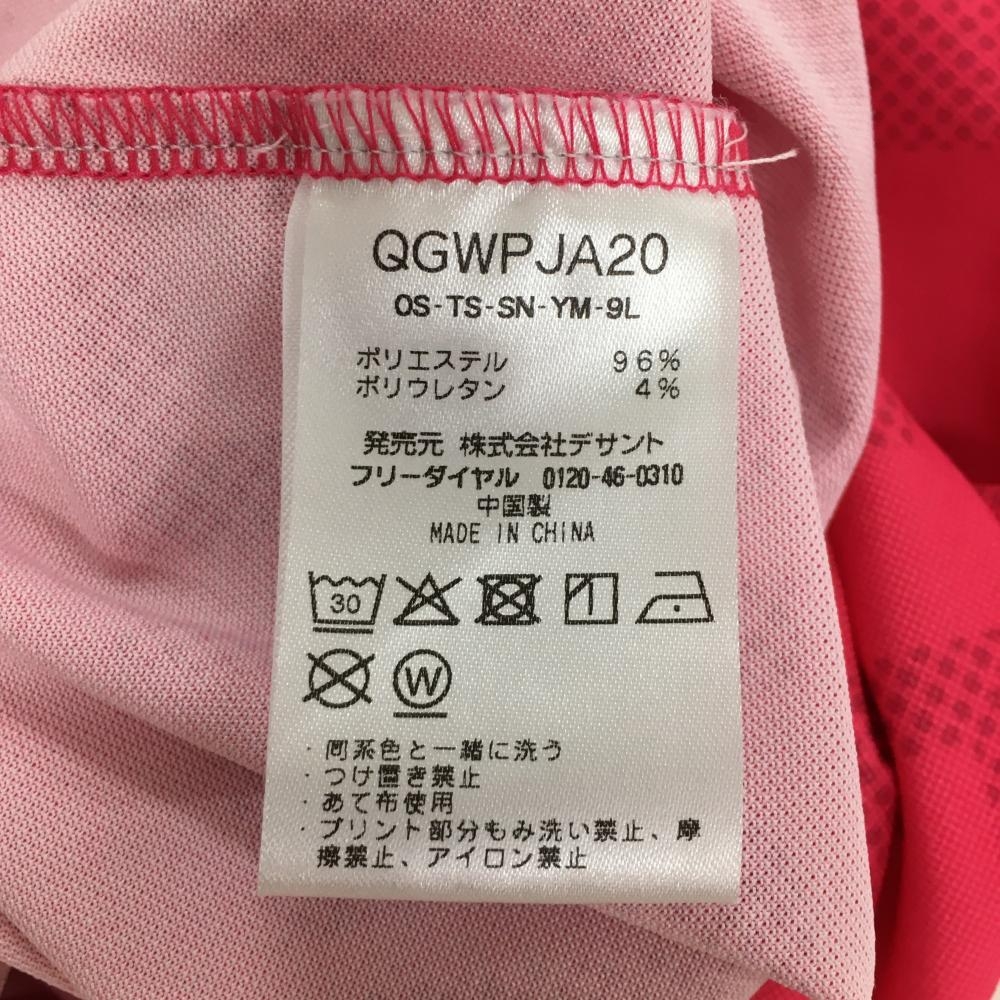 QGWPJA20
OS-TS-SN-YM-9L
ポリエステル 96%
ポリウレタン 4%
発売元 株式会社デサント
フリーダイヤル 0120-46-0310
中国製
MADE IN CHINA
30
W
・同系色と一緒に洗う
・つけ置き禁止
・あて布使用
・プリント部分もみ洗い禁止、摩
擦禁止、アイロン禁止